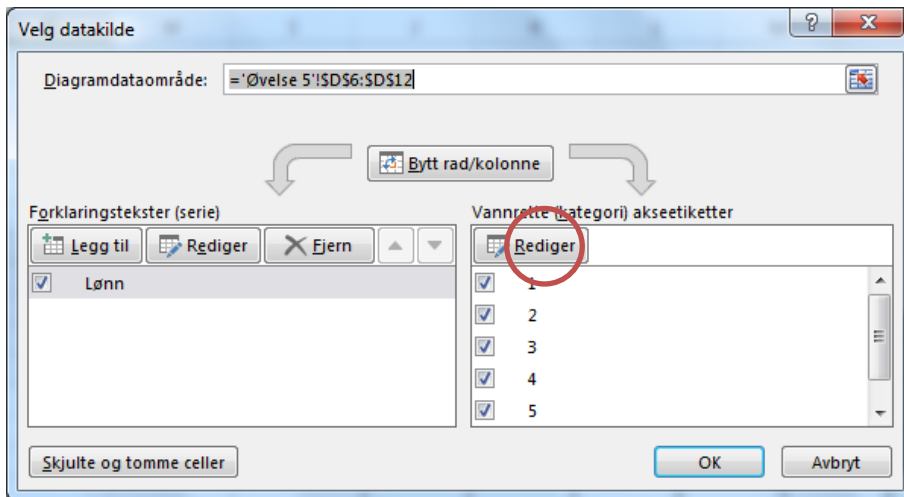 Velg datakilde
Diagramdataområde: ='Øvelse 5'!$D$6:$D$12
Bytt rad/kolonne
Forklaringstekster (serie)
Vannrette (kategori) akseetiketter
Legg til Rediger Fjern
Rediger
Lønn
1
2
3
4
5
Skjulte og tomme celler
OK Avbryt